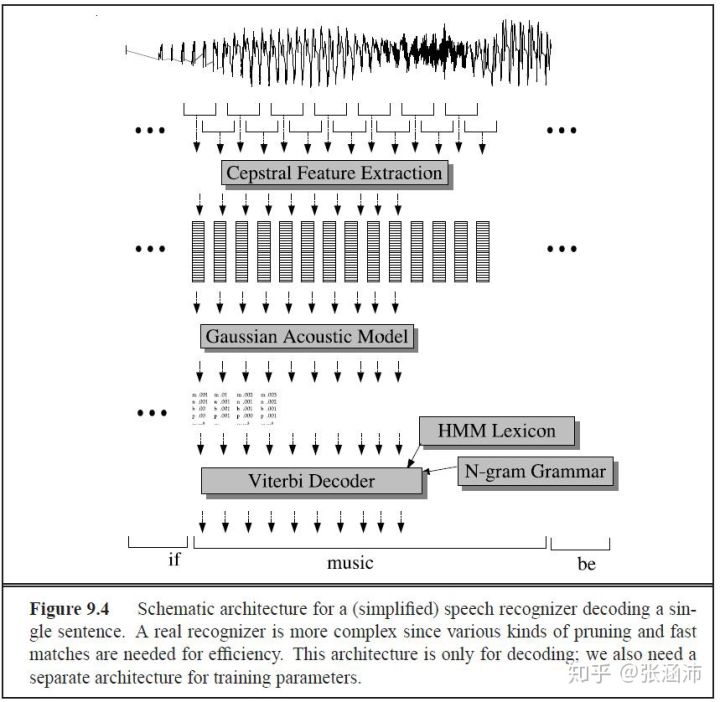 Cepstral Feature Extraction
Gaussian Acoustic Model
HMM Lexicon
N-gram Grammar
Viterbi Decoder
if
music
be
Figure 9.4 Schematic architecture for a (simplified) speech recognizer decoding a sin-
gle sentence. A real recognizer is more complex since various kinds of pruning and fast
matches are needed for efficiency. This architecture is only for decoding; we also need a
separate architecture for training parameters.
知乎 @张涵沛